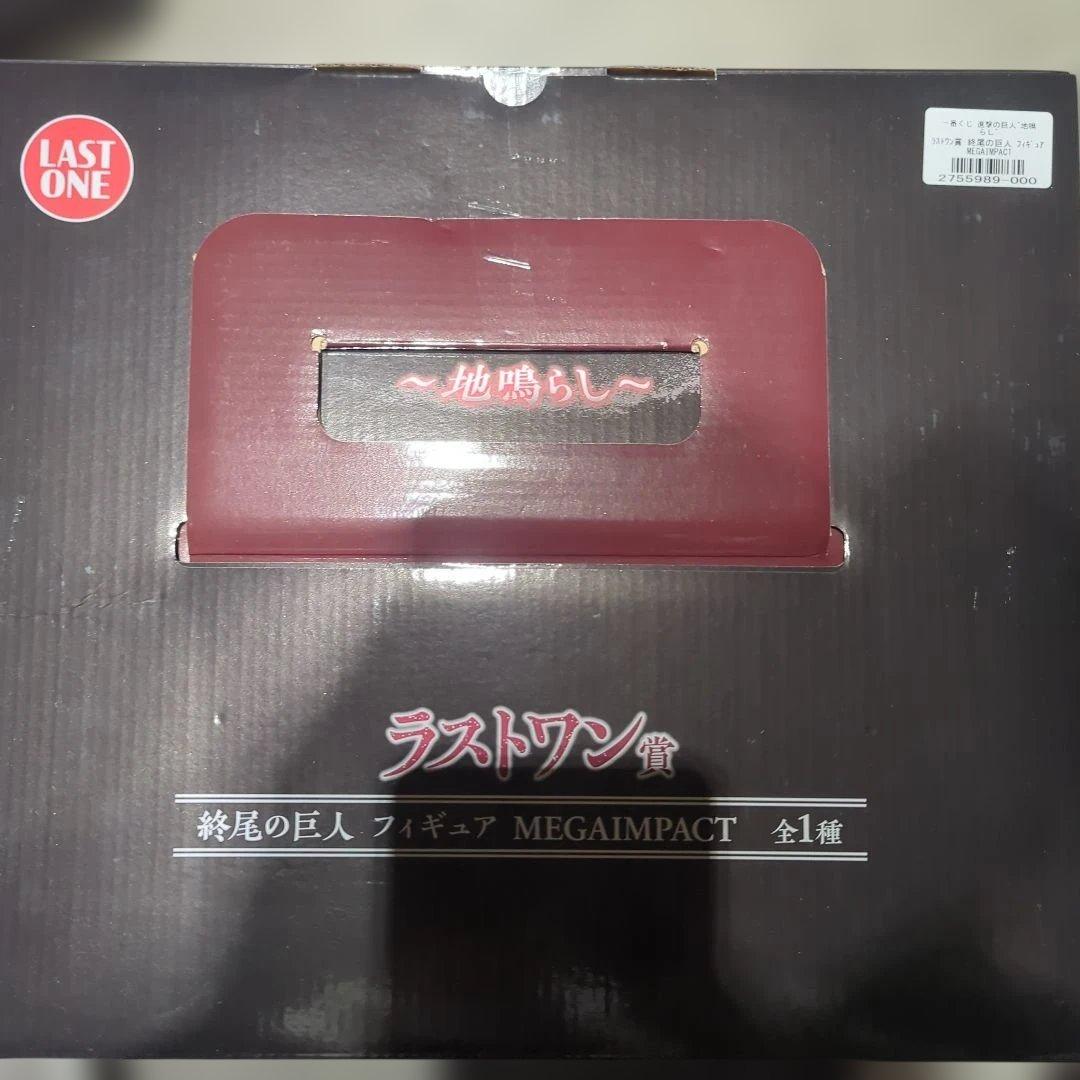 LAST
ONE
一番くじ 進撃の巨人~地鳴
らし~
ﾗｽﾄﾜﾝ賞 終尾の巨人 ﾌｨｷﾞｭｱ
MEGAIMPACT
2755989-000
～地鳴らし～
ラストワン賞
終尾の巨人 フィギュア MEGAIMPACT 全1種